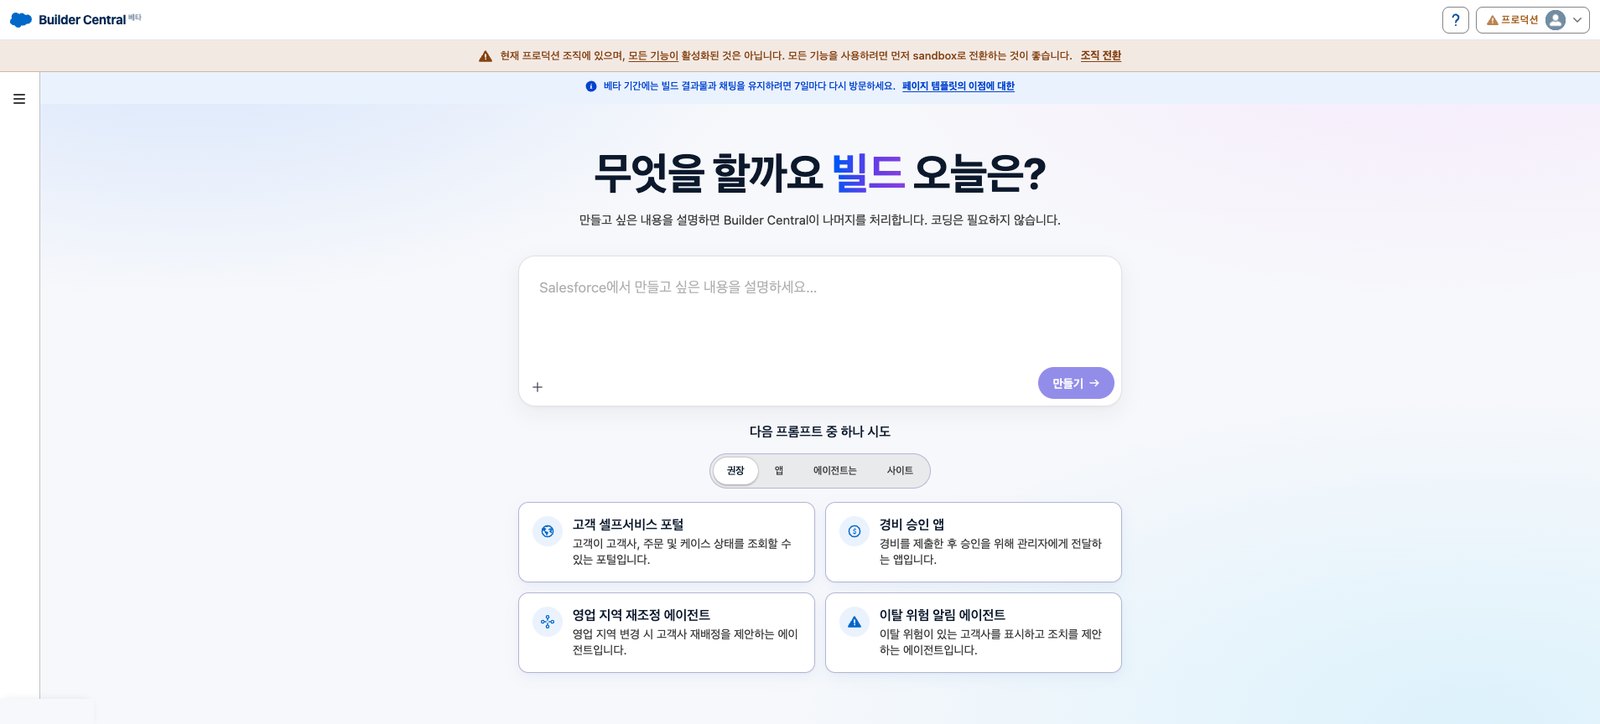 Builder Central 베타
?
프로덕션
현재 프로덕션 조직에 있으며, 모든 기능이 활성화된 것은 아닙니다. 모든 기능을 사용하려면 먼저 sandbox로 전환하는 것이 좋습니다. 조직 전환
베타 기간에는 빌드 결과물과 채팅을 유지하려면 7일마다 다시 방문하세요. 페이지 템플릿의 이점에 대한
무엇을 할까요 빌드 오늘은?
만들고 싶은 내용을 설명하면 Builder Central이 나머지를 처리합니다. 코딩은 필요하지 않습니다.
Salesforce에서 만들고 싶은 내용을 설명하세요...
만들기 →
다음 프롬프트 중 하나 시도
권장 앱 에이전트는 사이트
고객 셀프서비스 포털
고객이 고객사, 주문 및 케이스 상태를 조회할 수
있는 포털입니다.
경비 승인 앱
경비를 제출한 후 승인을 위해 관리자에게 전달하
는 앱입니다.
영업 지역 재조정 에이전트
영업 지역 변경 시 고객사 재배정을 제안하는 에이
전트입니다.
이탈 위험 알림 에이전트
이탈 위험이 있는 고객사를 표시하고 조치를 제안
하는 에이전트입니다.